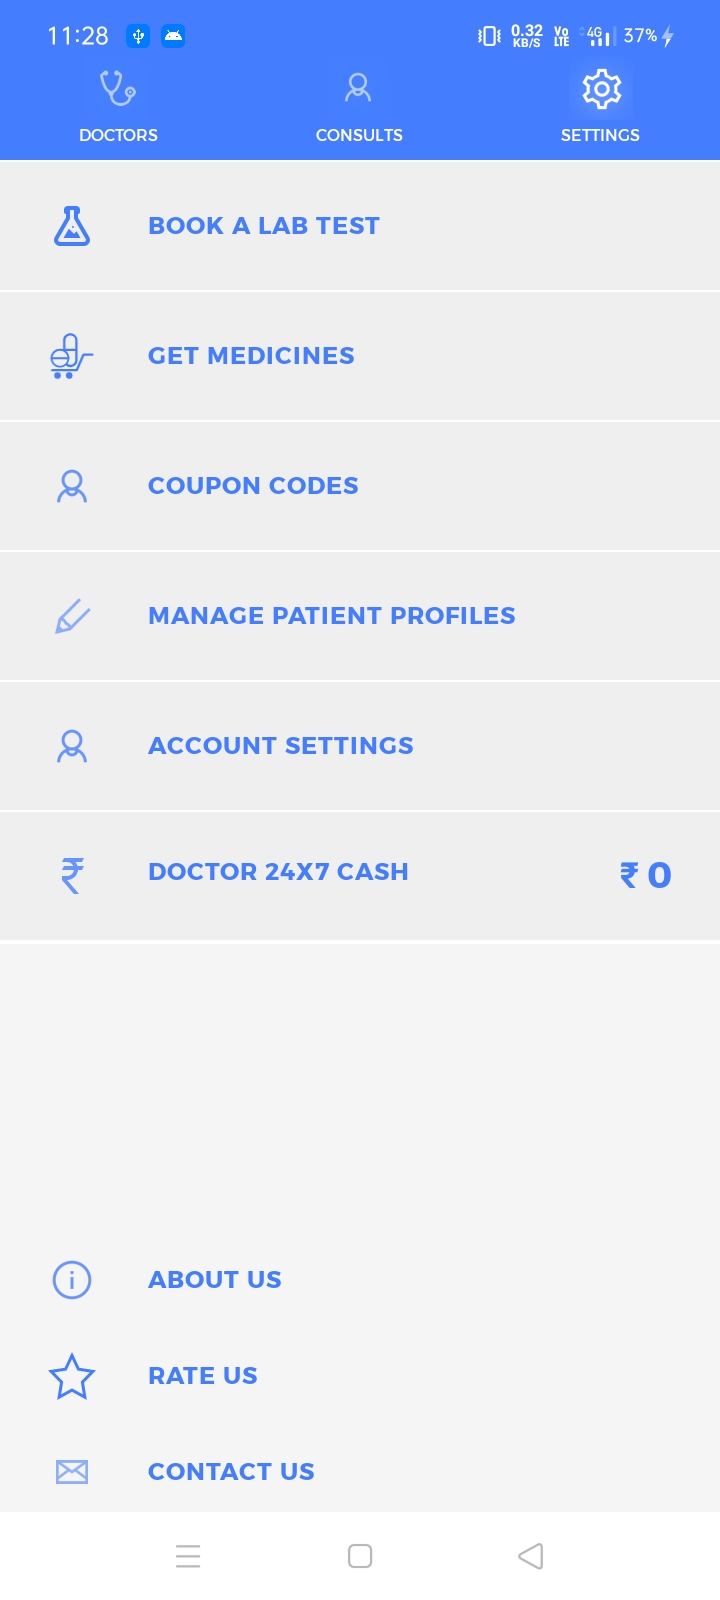 11:28 0.32 KB/S Vo LTE 4G 37%
DOCTORS CONSULTS SETTINGS
BOOK A LAB TEST
GET MEDICINES
COUPON CODES
MANAGE PATIENT PROFILES
ACCOUNT SETTINGS
₹ DOCTOR 24X7 CASH ₹ 0
ABOUT US
RATE US
CONTACT US